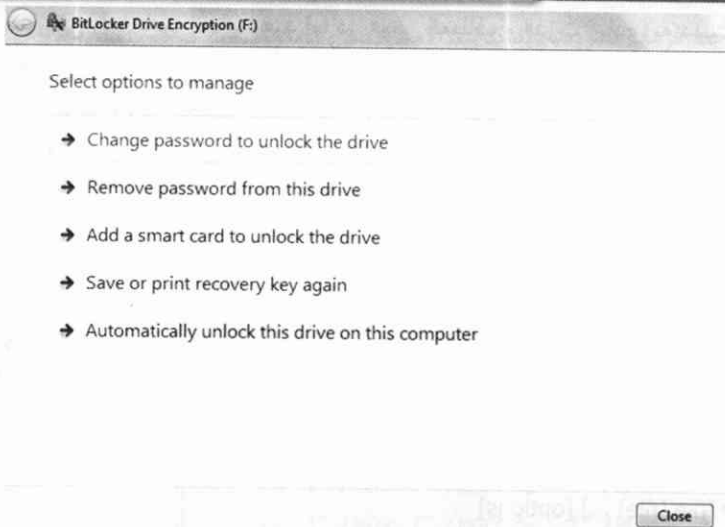 BitLocker Drive Encryption (F:)
Select options to manage
Change password to unlock the drive
Remove password from this drive
Add a smart card to unlock the drive
Save or print recovery key again
Automatically unlock this drive on this computer
Close